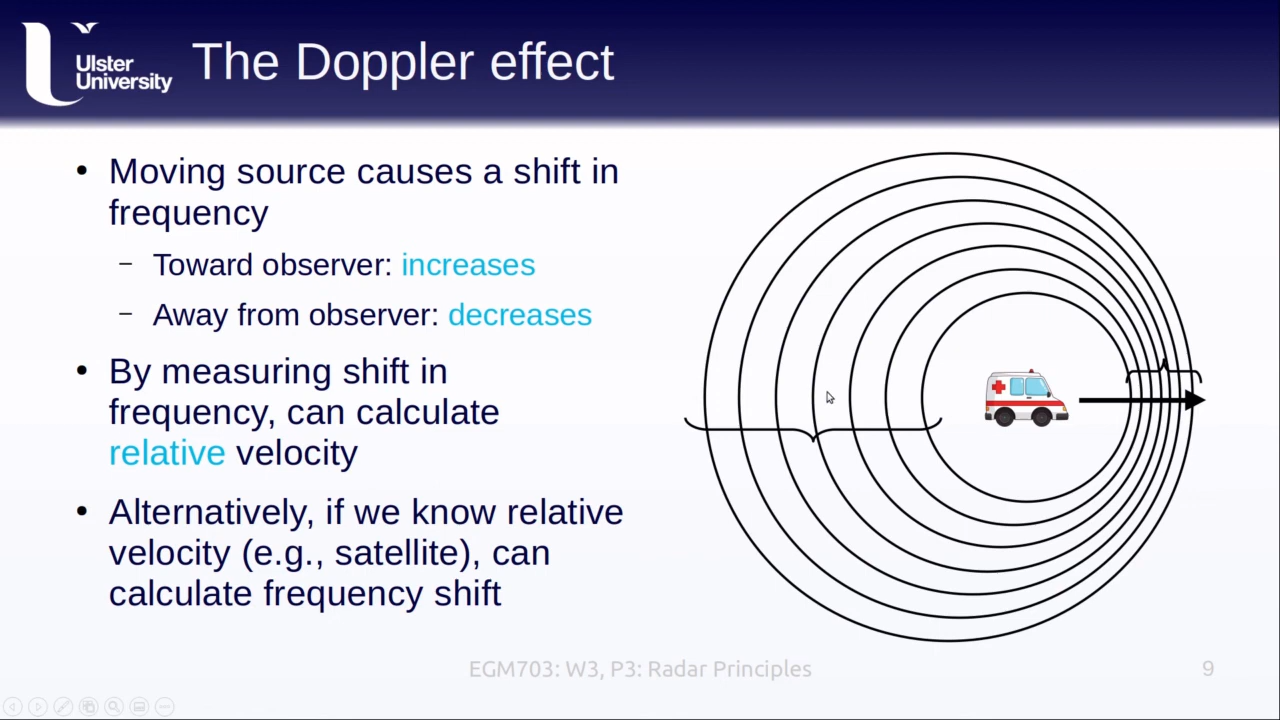 Ulster
University
The Doppler effect
• Moving source causes a shift in
frequency
– Toward observer: increases
– Away from observer: decreases
• By measuring shift in
frequency, can calculate
relative velocity
• Alternatively, if we know relative
velocity (e.g., satellite), can
calculate frequency shift
EGM703: W3, P3: Radar Principles
9